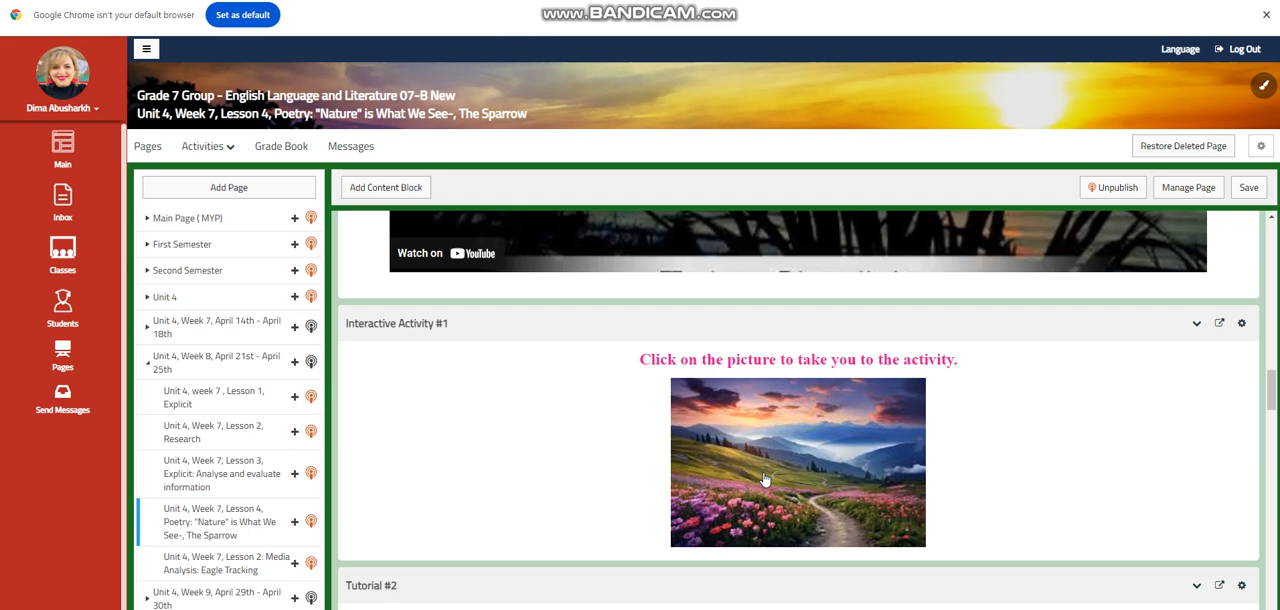 Google Chrome isn't your default browser
Set as default
www.BANDICAM.com
Language
Log Out
Dima Abusharkh
Grade 7 Group - English Language and Literature 07-B New
Unit 4, Week 7, Lesson 4, Poetry: "Nature" is What We See-, The Sparrow
Pages
Activities
Grade Book
Messages
Restore Deleted Page
Main
Inbox
Classes
Students
Pages
Send Messages
Add Page
Main Page ( MYP)
First Semester
Second Semester
Unit 4
Unit 4, Week 7, April 14th - April
18th
Unit 4, Week 8, April 21st - April
25th
Unit 4, week 7 , Lesson 1,
Explicit
Unit 4, Week 7, Lesson 2,
Research
Unit 4, Week 7, Lesson 3,
Explicit: Analyse and evaluate
information
Unit 4, Week 7, Lesson 4,
Poetry: "Nature" is What We
See-, The Sparrow
Unit 4, Week 7, Lesson 2: Media
Analysis: Eagle Tracking
Unit 4, Week 9, April 29th - April
30th
Add Content Block
Unpublish
Manage Page
Save
Watch on YouTube
Interactive Activity #1
Click on the picture to take you to the activity.
Tutorial #2